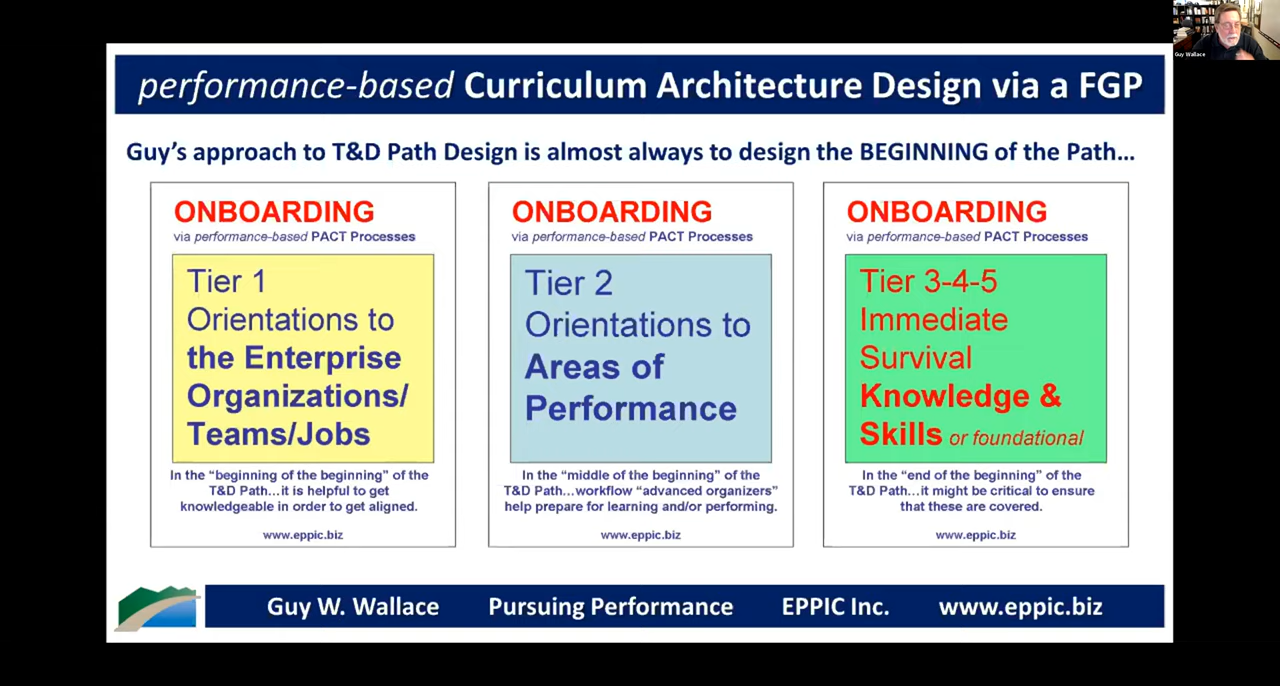 performance-based Curriculum Architecture Design via a FGP
Guy's approach to T&D Path Design is almost always to design the BEGINNING of the Path…
ONBOARDING
via performance-based PACT Processes
Tier 1
Orientations to
the Enterprise
Organizations/
Teams/Jobs
In the “beginning of the beginning” of the
T&D Path…it is helpful to get
knowledgeable in order to get aligned.
www.eppic.biz
ONBOARDING
via performance-based PACT Processes
Tier 2
Orientations to
Areas of
Performance
In the “middle of the beginning” of the
T&D Path…workflow “advanced organizers”
help prepare for learning and/or performing.
www.eppic.biz
ONBOARDING
via performance-based PACT Processes
Tier 3-4-5
Immediate
Survival
Knowledge &
Skills or foundational
In the “end of the beginning” of the
T&D Path…it might be critical to ensure
that these are covered.
www.eppic.biz
Guy W. Wallace Pursuing Performance EPPIC Inc. www.eppic.biz
Guy Wallace